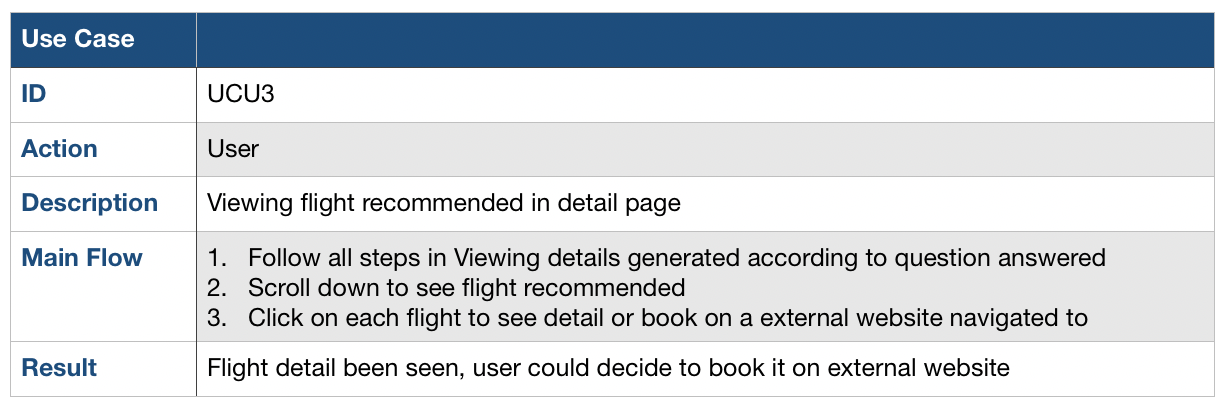 Use Case
ID UCU3
Action User
Description Viewing flight recommended in detail page
Main Flow 1. Follow all steps in Viewing details generated according to question answered
2. Scroll down to see flight recommended
3. Click on each flight to see detail or book on a external website navigated to
Result Flight detail been seen, user could decide to book it on external website